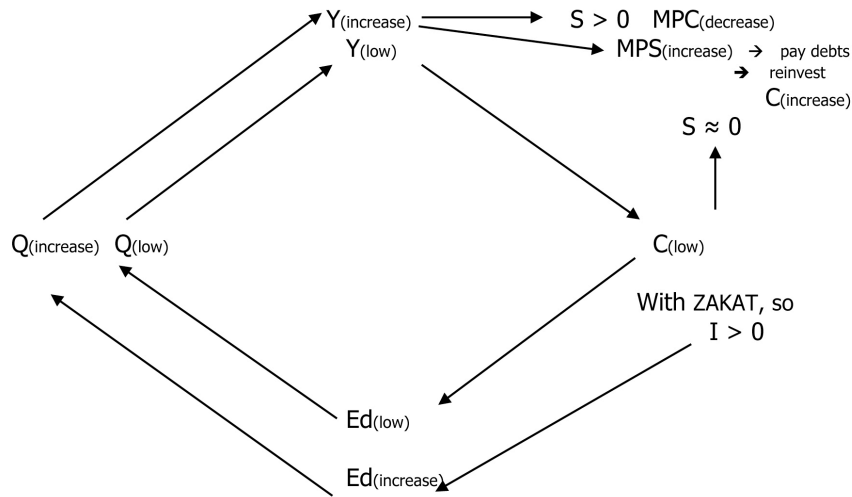 Y(increase) S > 0 MPC(decrease)
Y(low) MPS(increase) → pay debts
→ reinvest
C(increase)
S ≈ 0
Q(increase) Q(low) C(low)
With ZAKAT, so
I > 0
Ed(low)
Ed(increase)